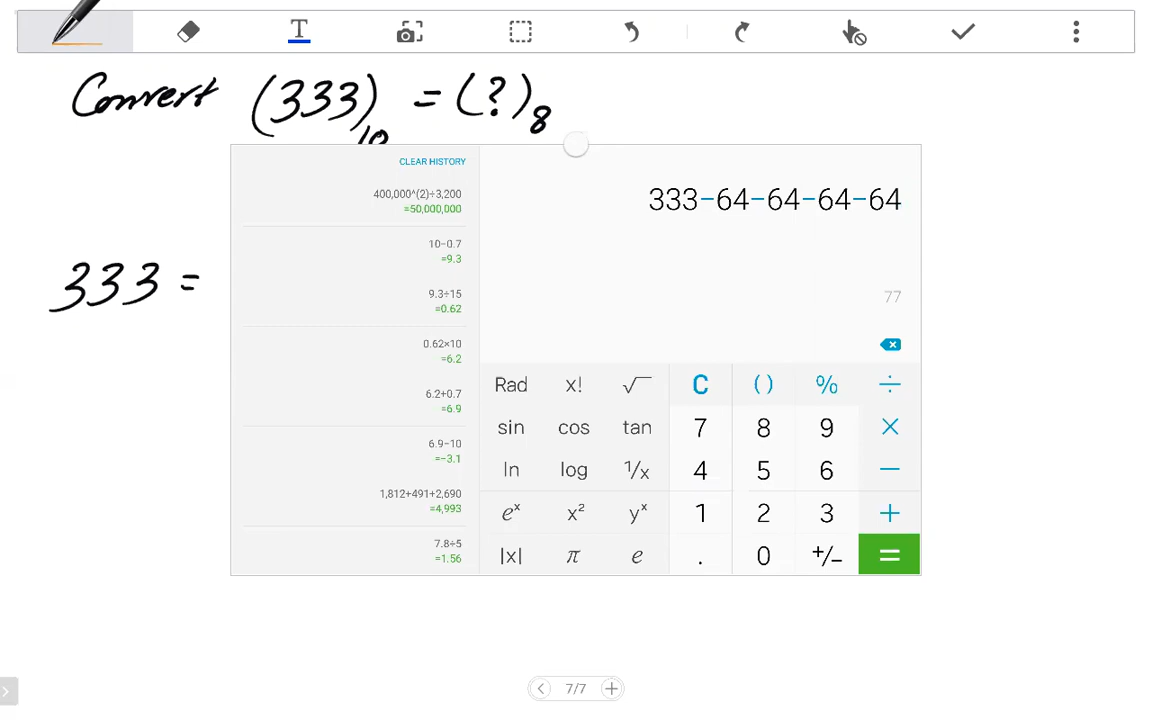 T
Convert (333)10 = (?)8
333 =
CLEAR HISTORY
400,000^(2)÷3,200
=50,000,000
10−0.7
=9.3
9.3÷15
=0.62
0.62×10
=6.2
6.2+0.7
=6.9
6.9−10
=−3.1
1,812+491+2,690
=4,993
7.8÷5
=1.56
333−64−64−64−64
77
Rad x! √ C ( ) % ÷
sin cos tan 7 8 9 ×
ln log 1/x 4 5 6 −
eˣ x² yˣ 1 2 3 +
|x| π e . 0 +/− =
7/7